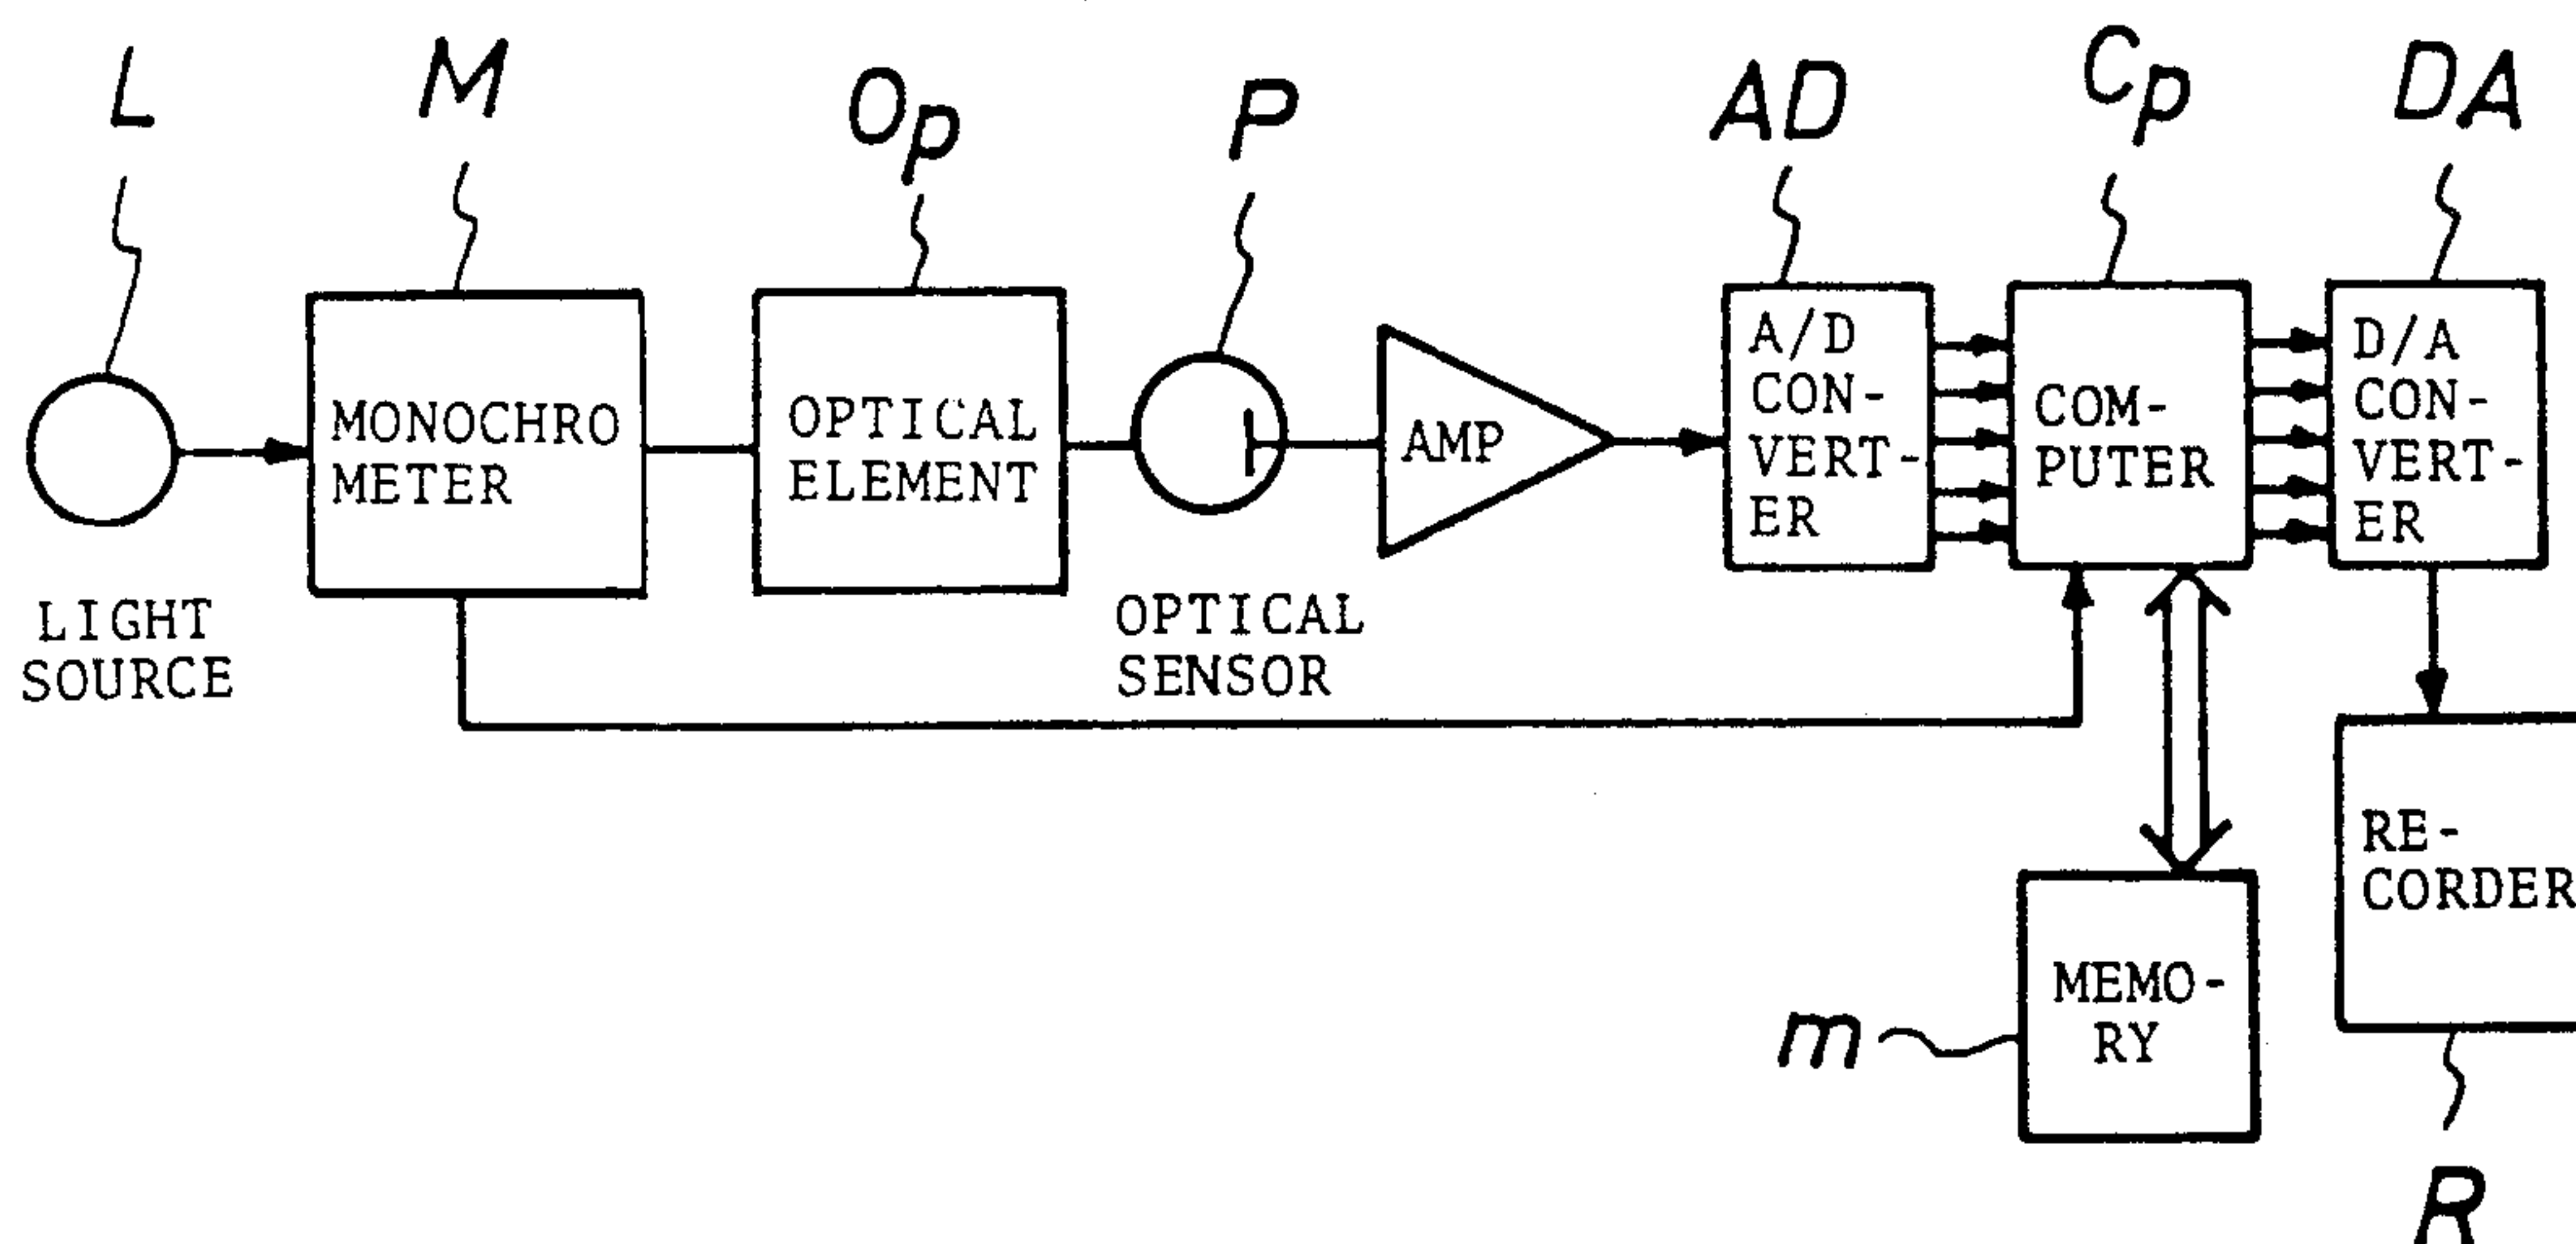 L
M
Op
P
AD
Cp
DA
LIGHT
SOURCE
MONOCHRO
METER
OPTICAL
ELEMENT
OPTICAL
SENSOR
AMP
A/D
CON-
VERT-
ER
COM-
PUTER
D/A
CON-
VERT-
ER
RE-
CORDER
m
MEMO-
RY
R